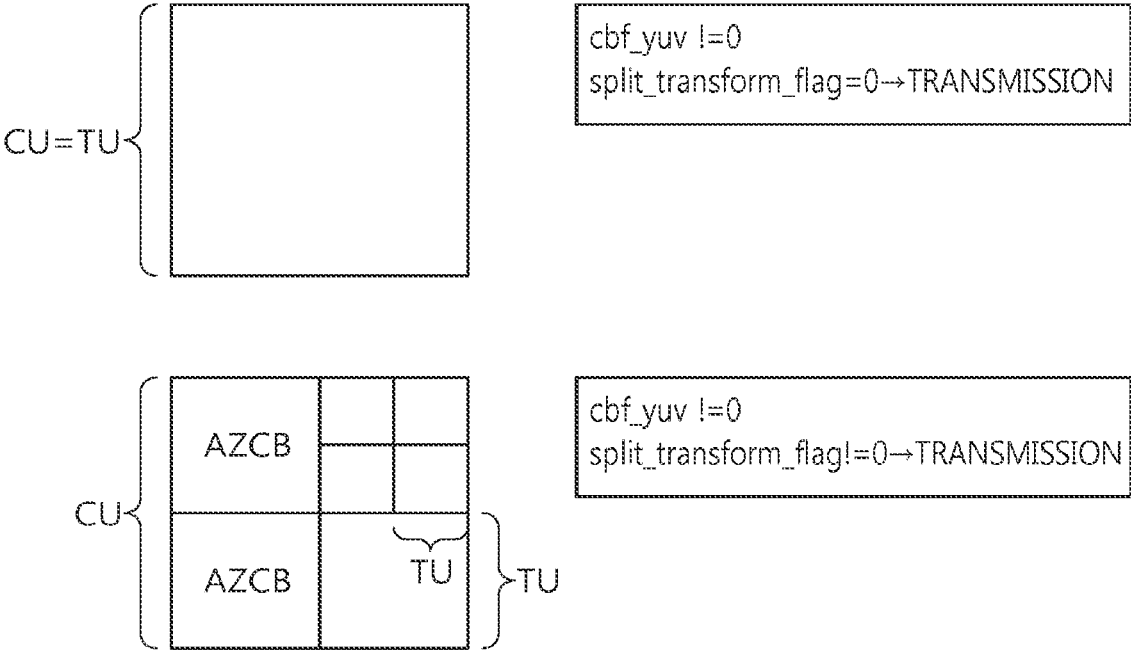 CU=TU
cbf_yuv !=0
split_transform_flag=0→TRANSMISSION
CU
AZCB
AZCB
TU
TU
cbf_yuv !=0
split_transform_flag!=0→TRANSMISSION